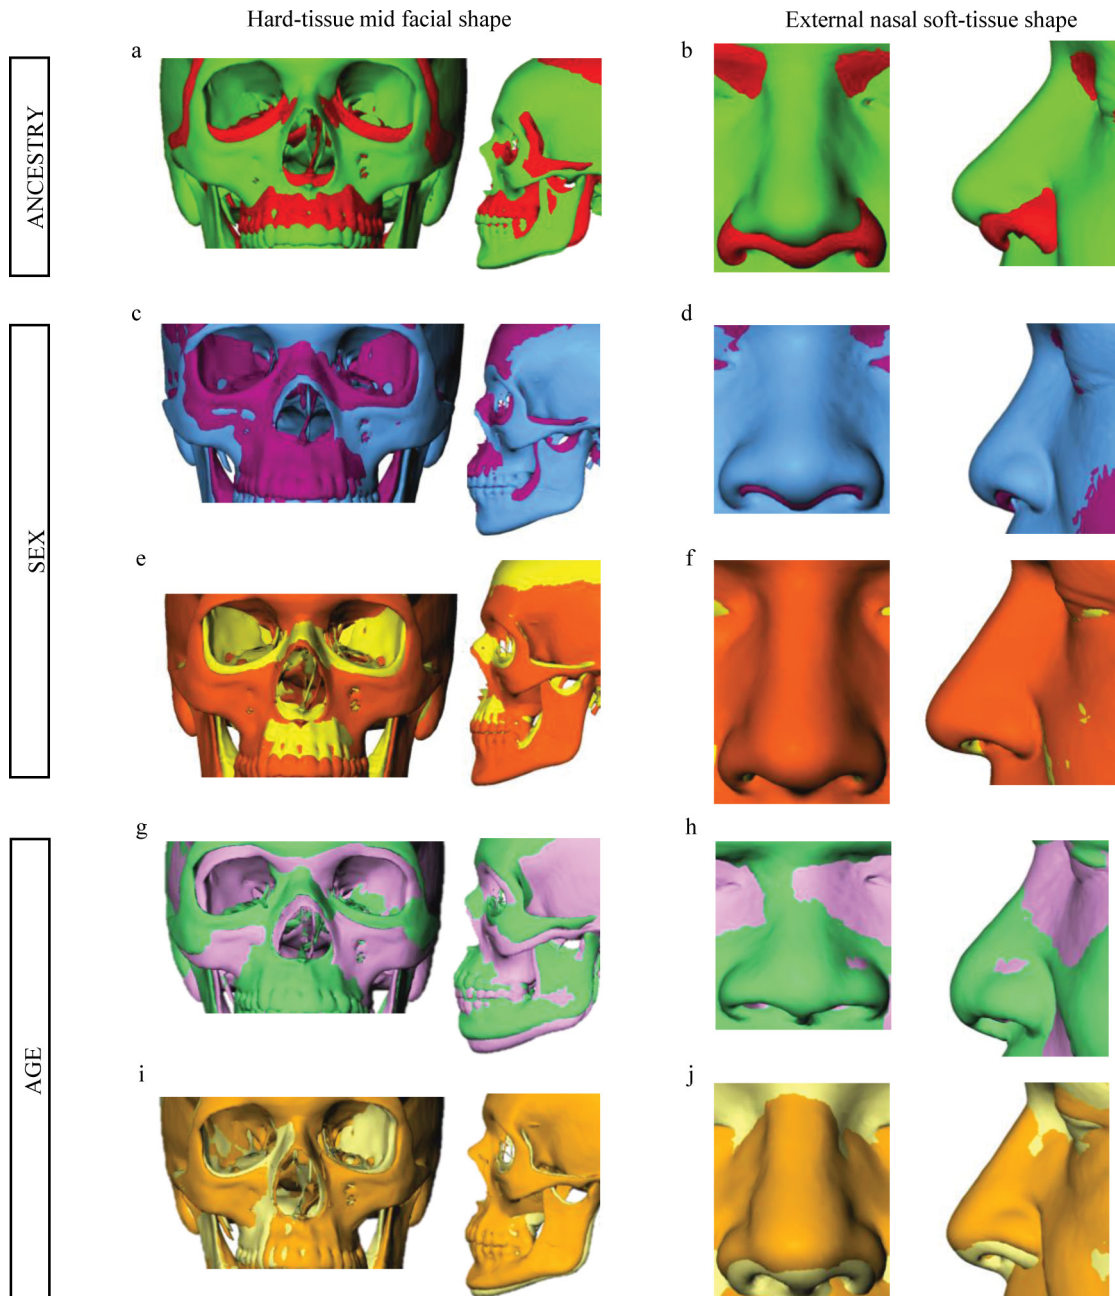 Hard-tissue mid facial shape
External nasal soft-tissue shape
ANCESTRY
a
b
SEX
c
d
e
f
AGE
g
h
i
j